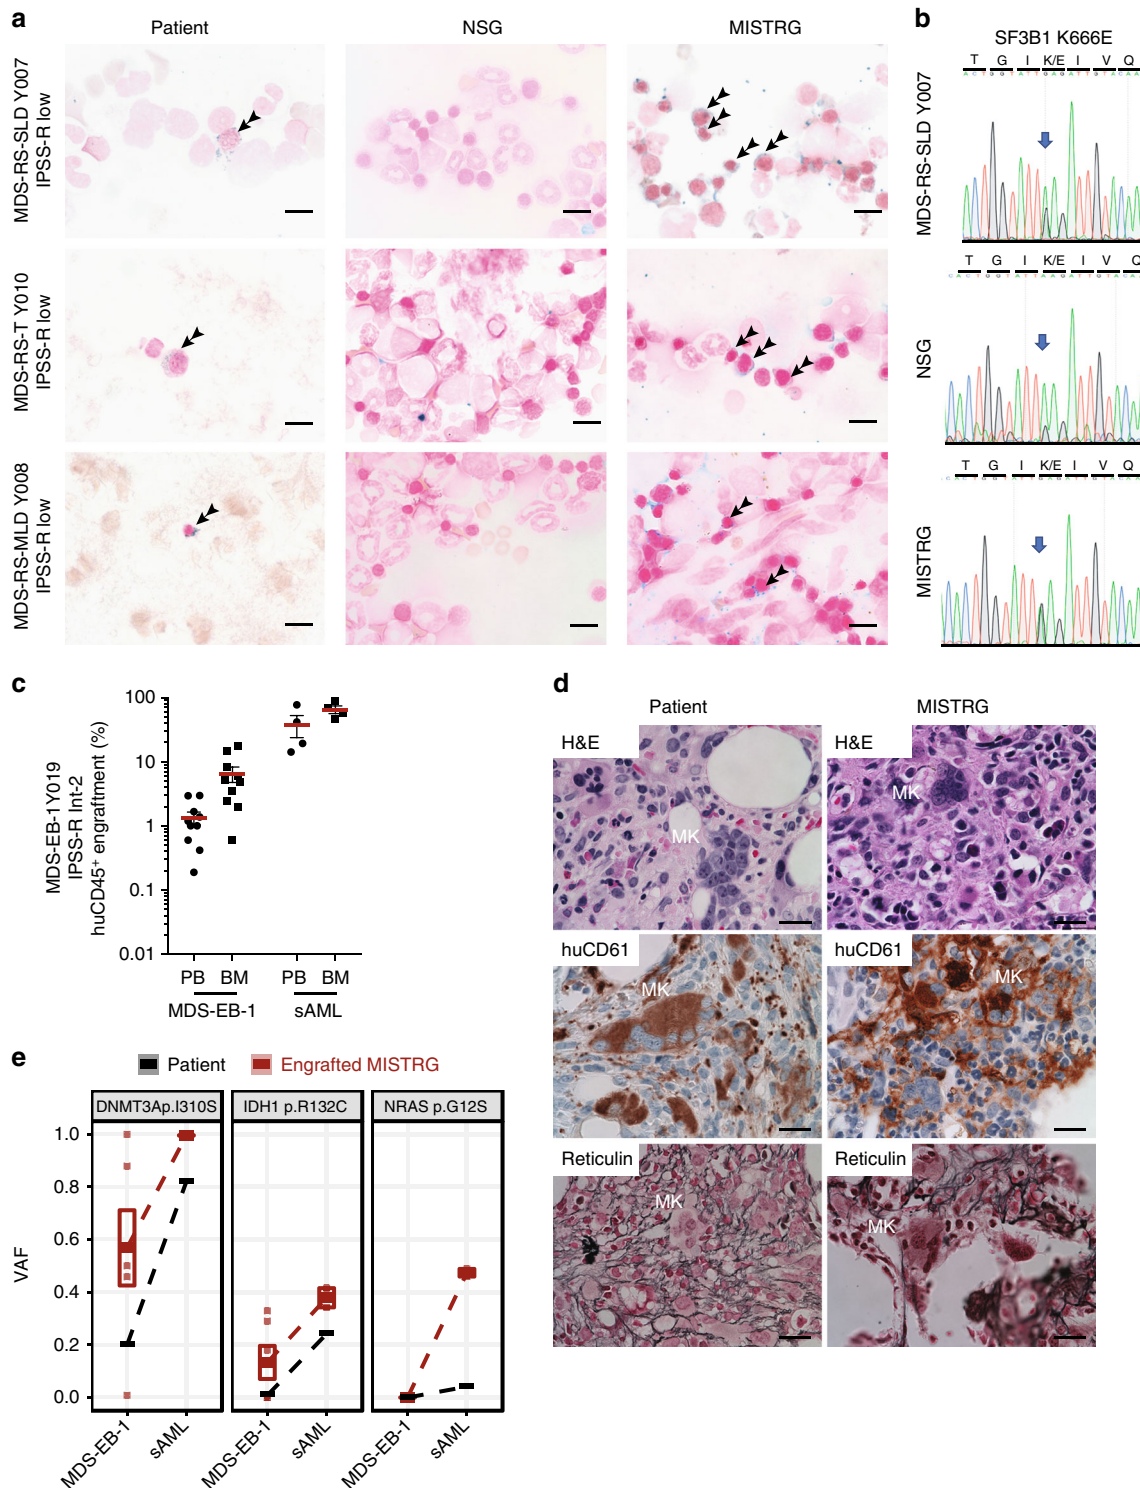 a
Patient
NSG
MISTRG
MDS-RS-SLD Y007
IPSS-R low
MDS-RS-T Y010
IPSS-R low
MDS-RS-MLD Y008
IPSS-R low
b
SF3B1 K666E
MDS-RS-SLD Y007
T G I K/E I V Q
A C T G G T A T T G A G A T T G T A C A A
NSG
T G I K/E I V Q
MISTRG
T G I K/E I V Q
c
MDS-EB-1 Y019
IPSS-R Int-2
huCD45+ engraftment (%)
100
10
1
0.1
0.01
PB BM PB BM
MDS-EB-1 sAML
d
Patient
MISTRG
H&E
MK
H&E
MK
huCD61
MK
huCD61
MK
Reticulin
MK
Reticulin
MK
e
Patient
Engrafted MISTRG
DNMT3Ap.I310S
IDH1 p.R132C
NRAS p.G12S
VAF
1.0
0.8
0.6
0.4
0.2
0.0
MDS-EB-1
sAML
MDS-EB-1
sAML
MDS-EB-1
sAML